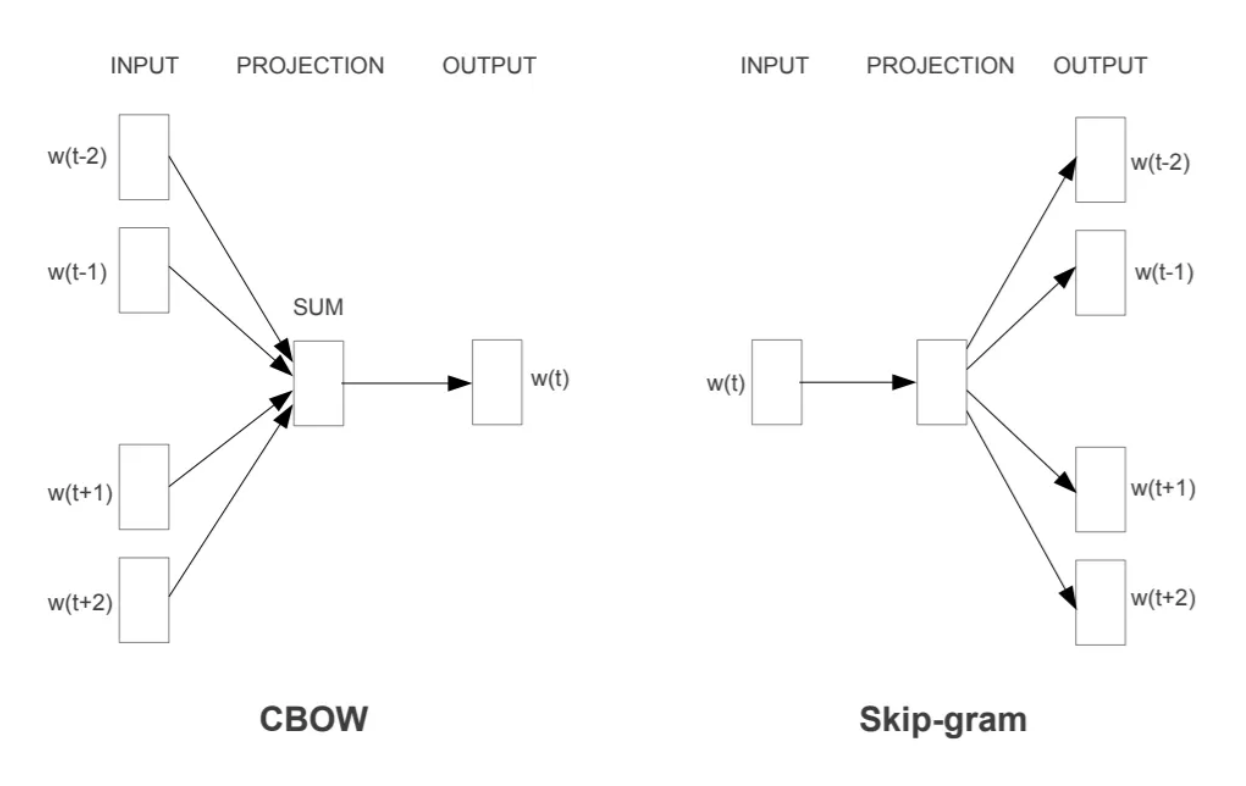 INPUT PROJECTION OUTPUT
w(t-2)
w(t-1)
SUM
w(t)
w(t+1)
w(t+2)
CBOW
INPUT PROJECTION OUTPUT
w(t-2)
w(t-1)
w(t)
w(t+1)
w(t+2)
Skip-gram